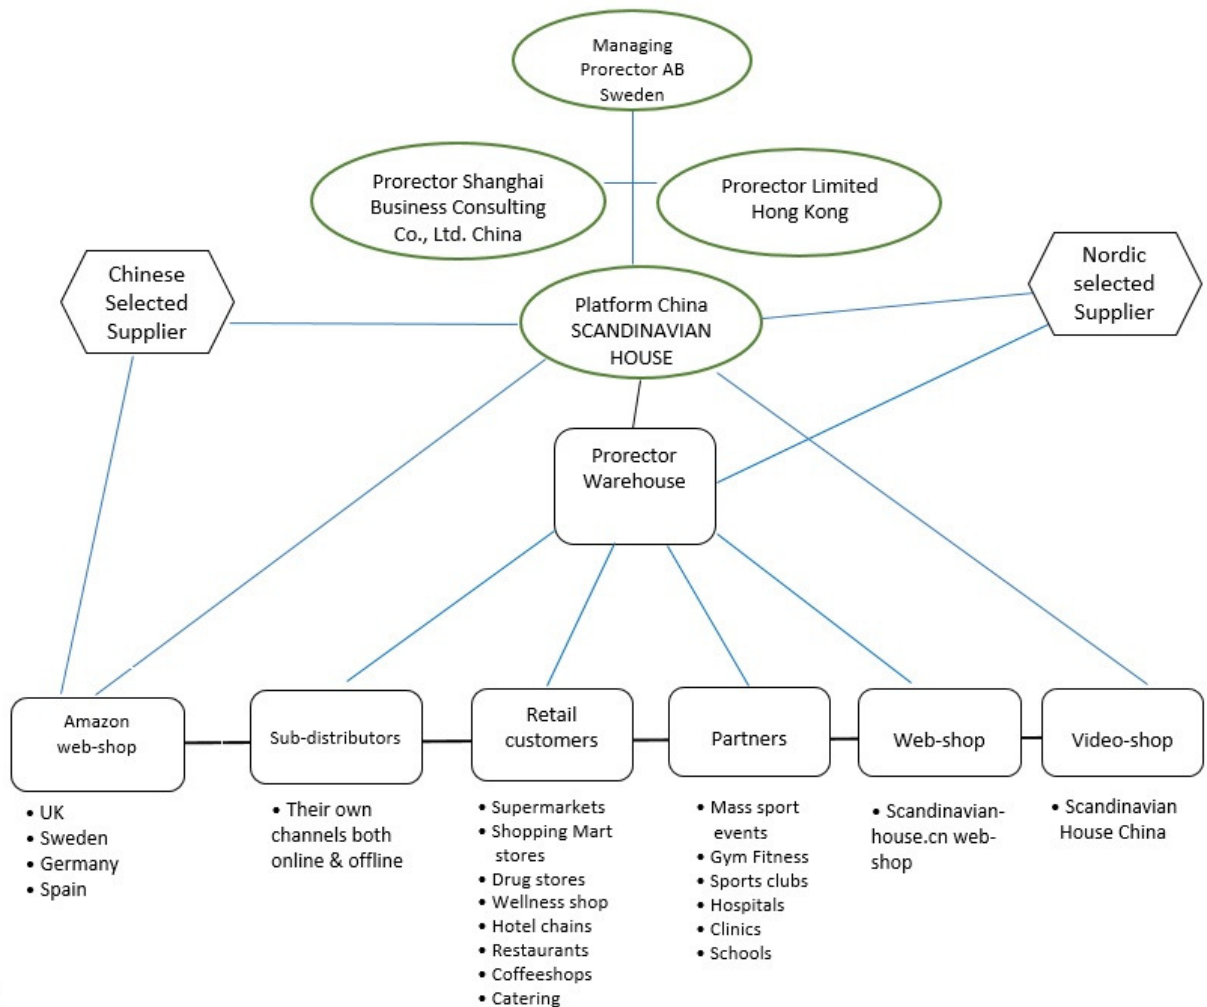 Managing
Prorector AB
Sweden
Prorector Shanghai
Business Consulting
Co., Ltd. China
Prorector Limited
Hong Kong
Chinese
Selected
Supplier
Platform China
SCANDINAVIAN
HOUSE
Nordic
selected
Supplier
Prorector
Warehouse
Amazon
web-shop
Sub-distributors
Retail
customers
Partners
Web-shop
Video-shop
• UK
• Sweden
• Germany
• Spain
• Their own
channels both
online & offline
• Supermarkets
• Shopping Mart
stores
• Drug stores
• Wellness shop
• Hotel chains
• Restaurants
• Coffeeshops
• Catering
• Mass sport
events
• Gym Fitness
• Sports clubs
• Hospitals
• Clinics
• Schools
• Scandinavian-
house.cn web-
shop
• Scandinavian
House China